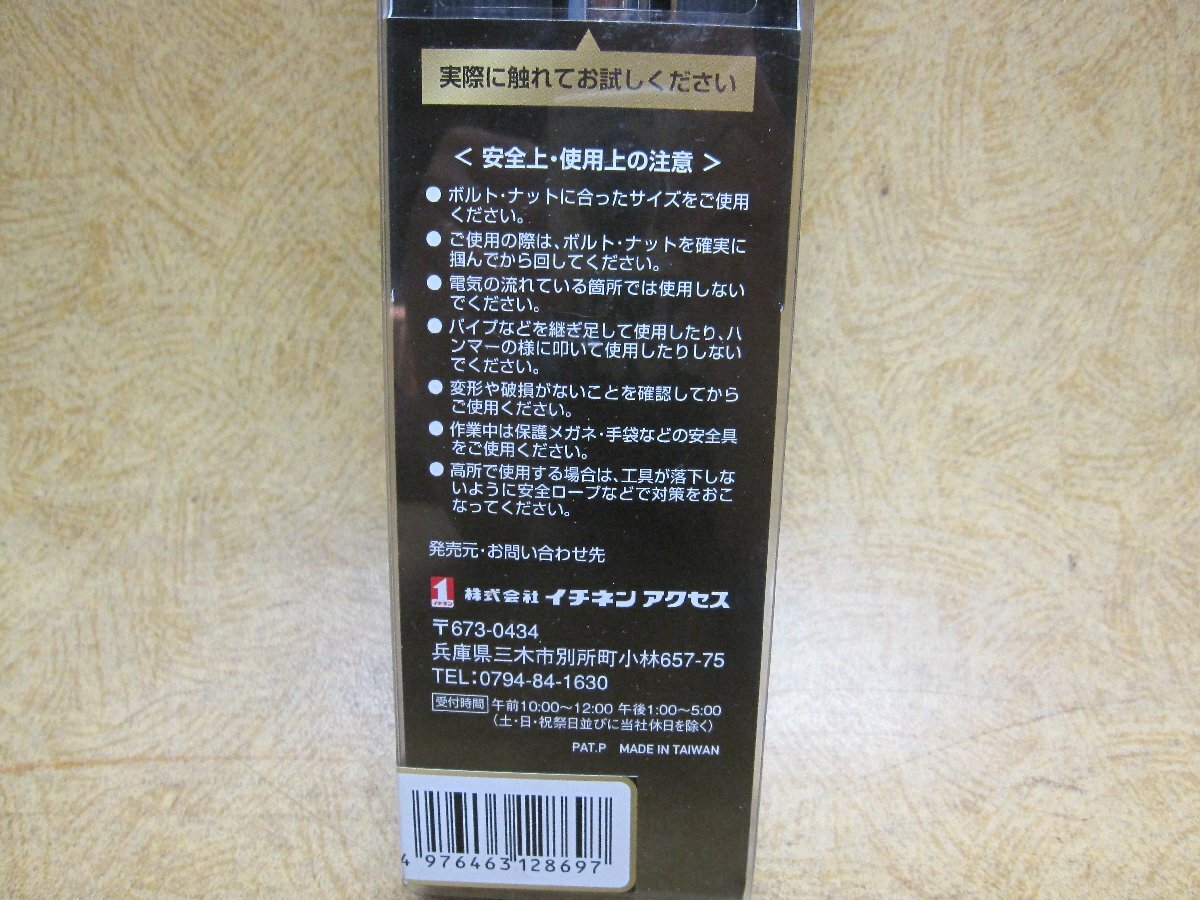 実際に触れてお試しください
＜ 安全上・使用上の注意 ＞
● ボルト・ナットに合ったサイズをご使用
ください。
● ご使用の際は、ボルト・ナットを確実に
掴んでから回してください。
● 電気の流れている箇所では使用しない
でください。
● パイプなどを継ぎ足して使用したり、ハ
ンマーの様に叩いて使用したりしない
でください。
● 変形や破損がないことを確認してから
ご使用ください。
● 作業中は保護メガネ・手袋などの安全具
をご使用ください。
● 高所で使用する場合は、工具が落下しな
いように安全ロープなどで対策をおこ
なってください。
発売元・お問い合わせ先
1 イチネン 株式会社 イチネン アクセス
〒673-0434
兵庫県三木市別所町小林657-75
TEL：0794-84-1630
受付時間 午前10:00～12:00 午後1:00～5:00
（土・日・祝祭日並びに当社休日を除く）
PAT.P MADE IN TAIWAN
4 976463 128697